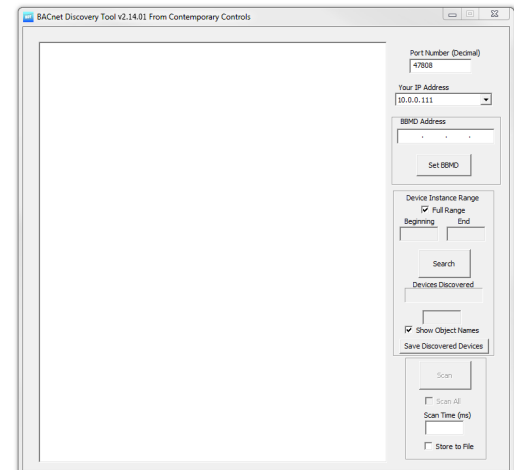 BACnet Discovery Tool v2.14.01 From Contemporary Controls
Port Number (Decimal)
47808
Your IP Address
10.0.0.111
BBMD Address
. . .
Set BBMD
Device Instance Range
Full Range
Beginning End
Search
Devices Discovered
Show Object Names
Save Discovered Devices
Scan
Scan All
Scan Time (ms)
Store to File